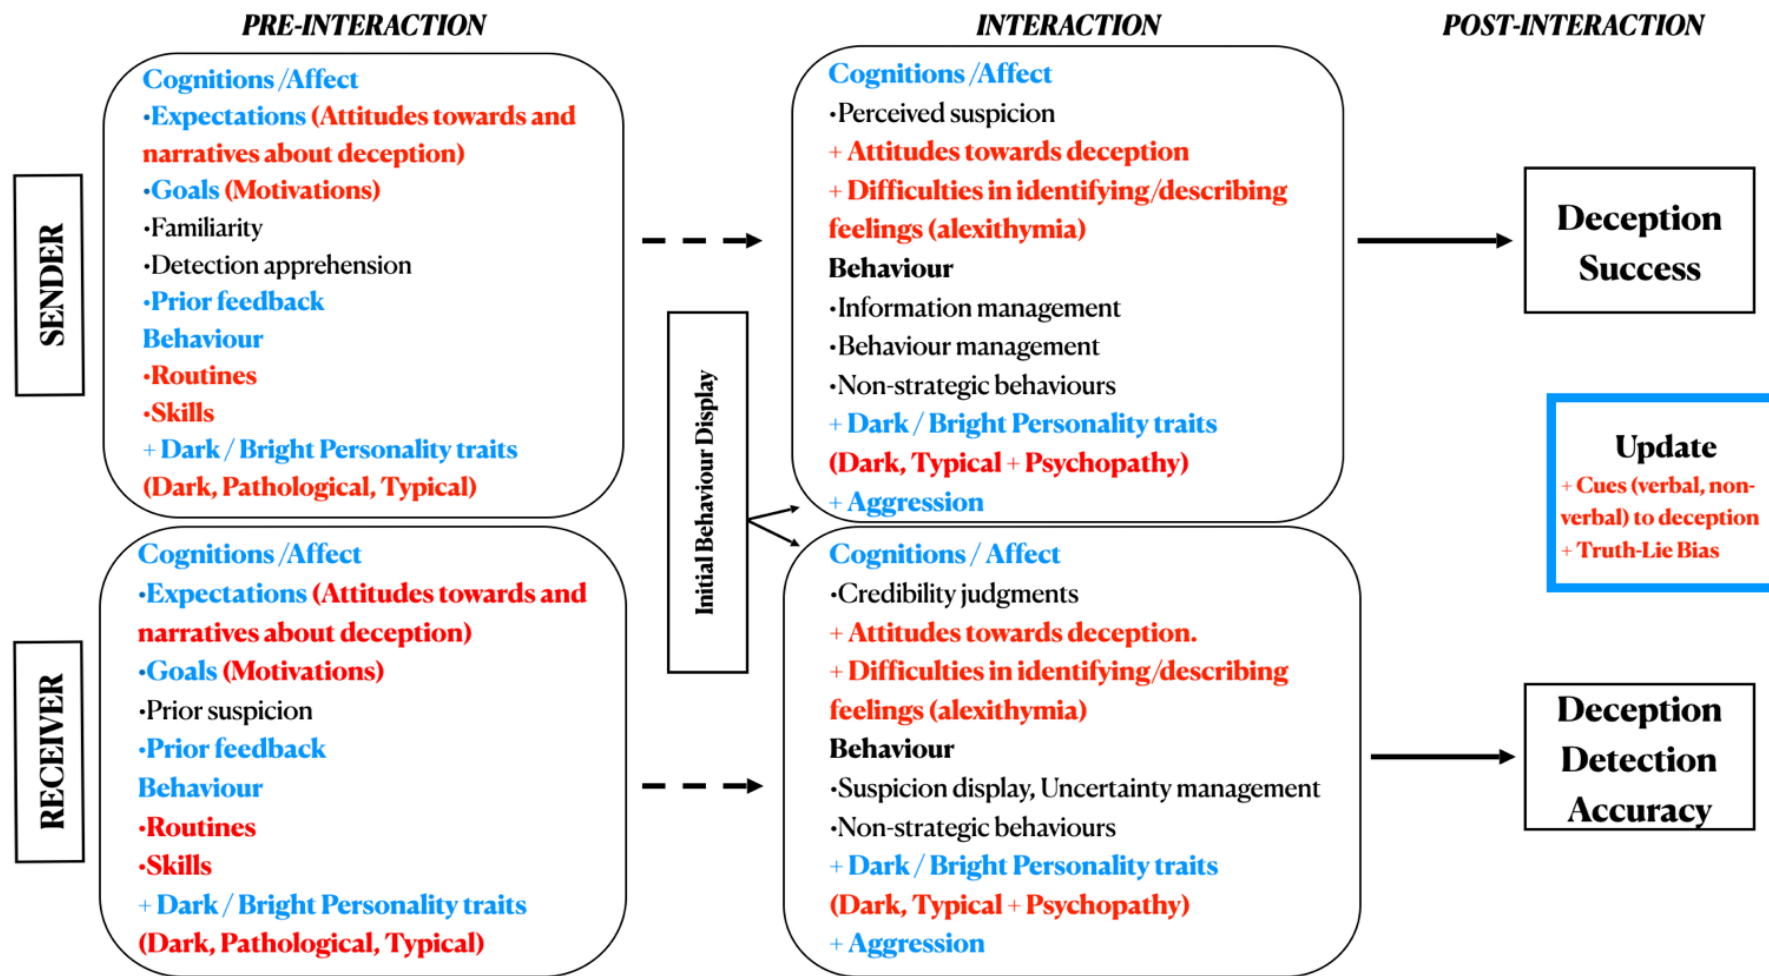 PRE-INTERACTION
INTERACTION
POST-INTERACTION
SENDER
Cognitions /Affect
•Expectations (Attitudes towards and
narratives about deception)
•Goals (Motivations)
•Familiarity
•Detection apprehension
•Prior feedback
Behaviour
•Routines
•Skills
+ Dark / Bright Personality traits
(Dark, Pathological, Typical)
Initial Behaviour Display
Cognitions /Affect
•Perceived suspicion
+ Attitudes towards deception
+ Difficulties in identifying/describing
feelings (alexithymia)
Behaviour
•Information management
•Behaviour management
•Non-strategic behaviours
+ Dark / Bright Personality traits
(Dark, Typical + Psychopathy)
+ Aggression
Deception
Success
Update
+ Cues (verbal, non-
verbal) to deception
+ Truth-Lie Bias
RECEIVER
Cognitions /Affect
•Expectations (Attitudes towards and
narratives about deception)
•Goals (Motivations)
•Prior suspicion
•Prior feedback
Behaviour
•Routines
•Skills
+ Dark / Bright Personality traits
(Dark, Pathological, Typical)
Cognitions /Affect
•Credibility judgments
+ Attitudes towards deception.
+ Difficulties in identifying/describing
feelings (alexithymia)
Behaviour
•Suspicion display, Uncertainty management
•Non-strategic behaviours
+ Dark / Bright Personality traits
(Dark, Typical + Psychopathy)
+ Aggression
Deception
Detection
Accuracy